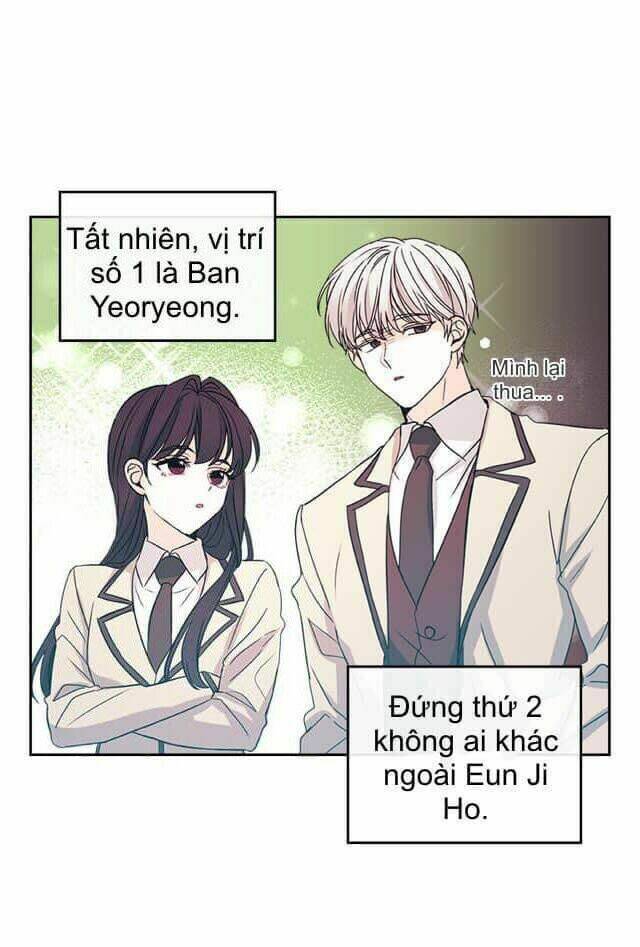 Tất nhiên, vị trí
số 1 là Ban
Yeoryeong.
Mình lại
thua... .
Đứng thứ 2
không ai khác
ngoài Eun Ji
Ho.